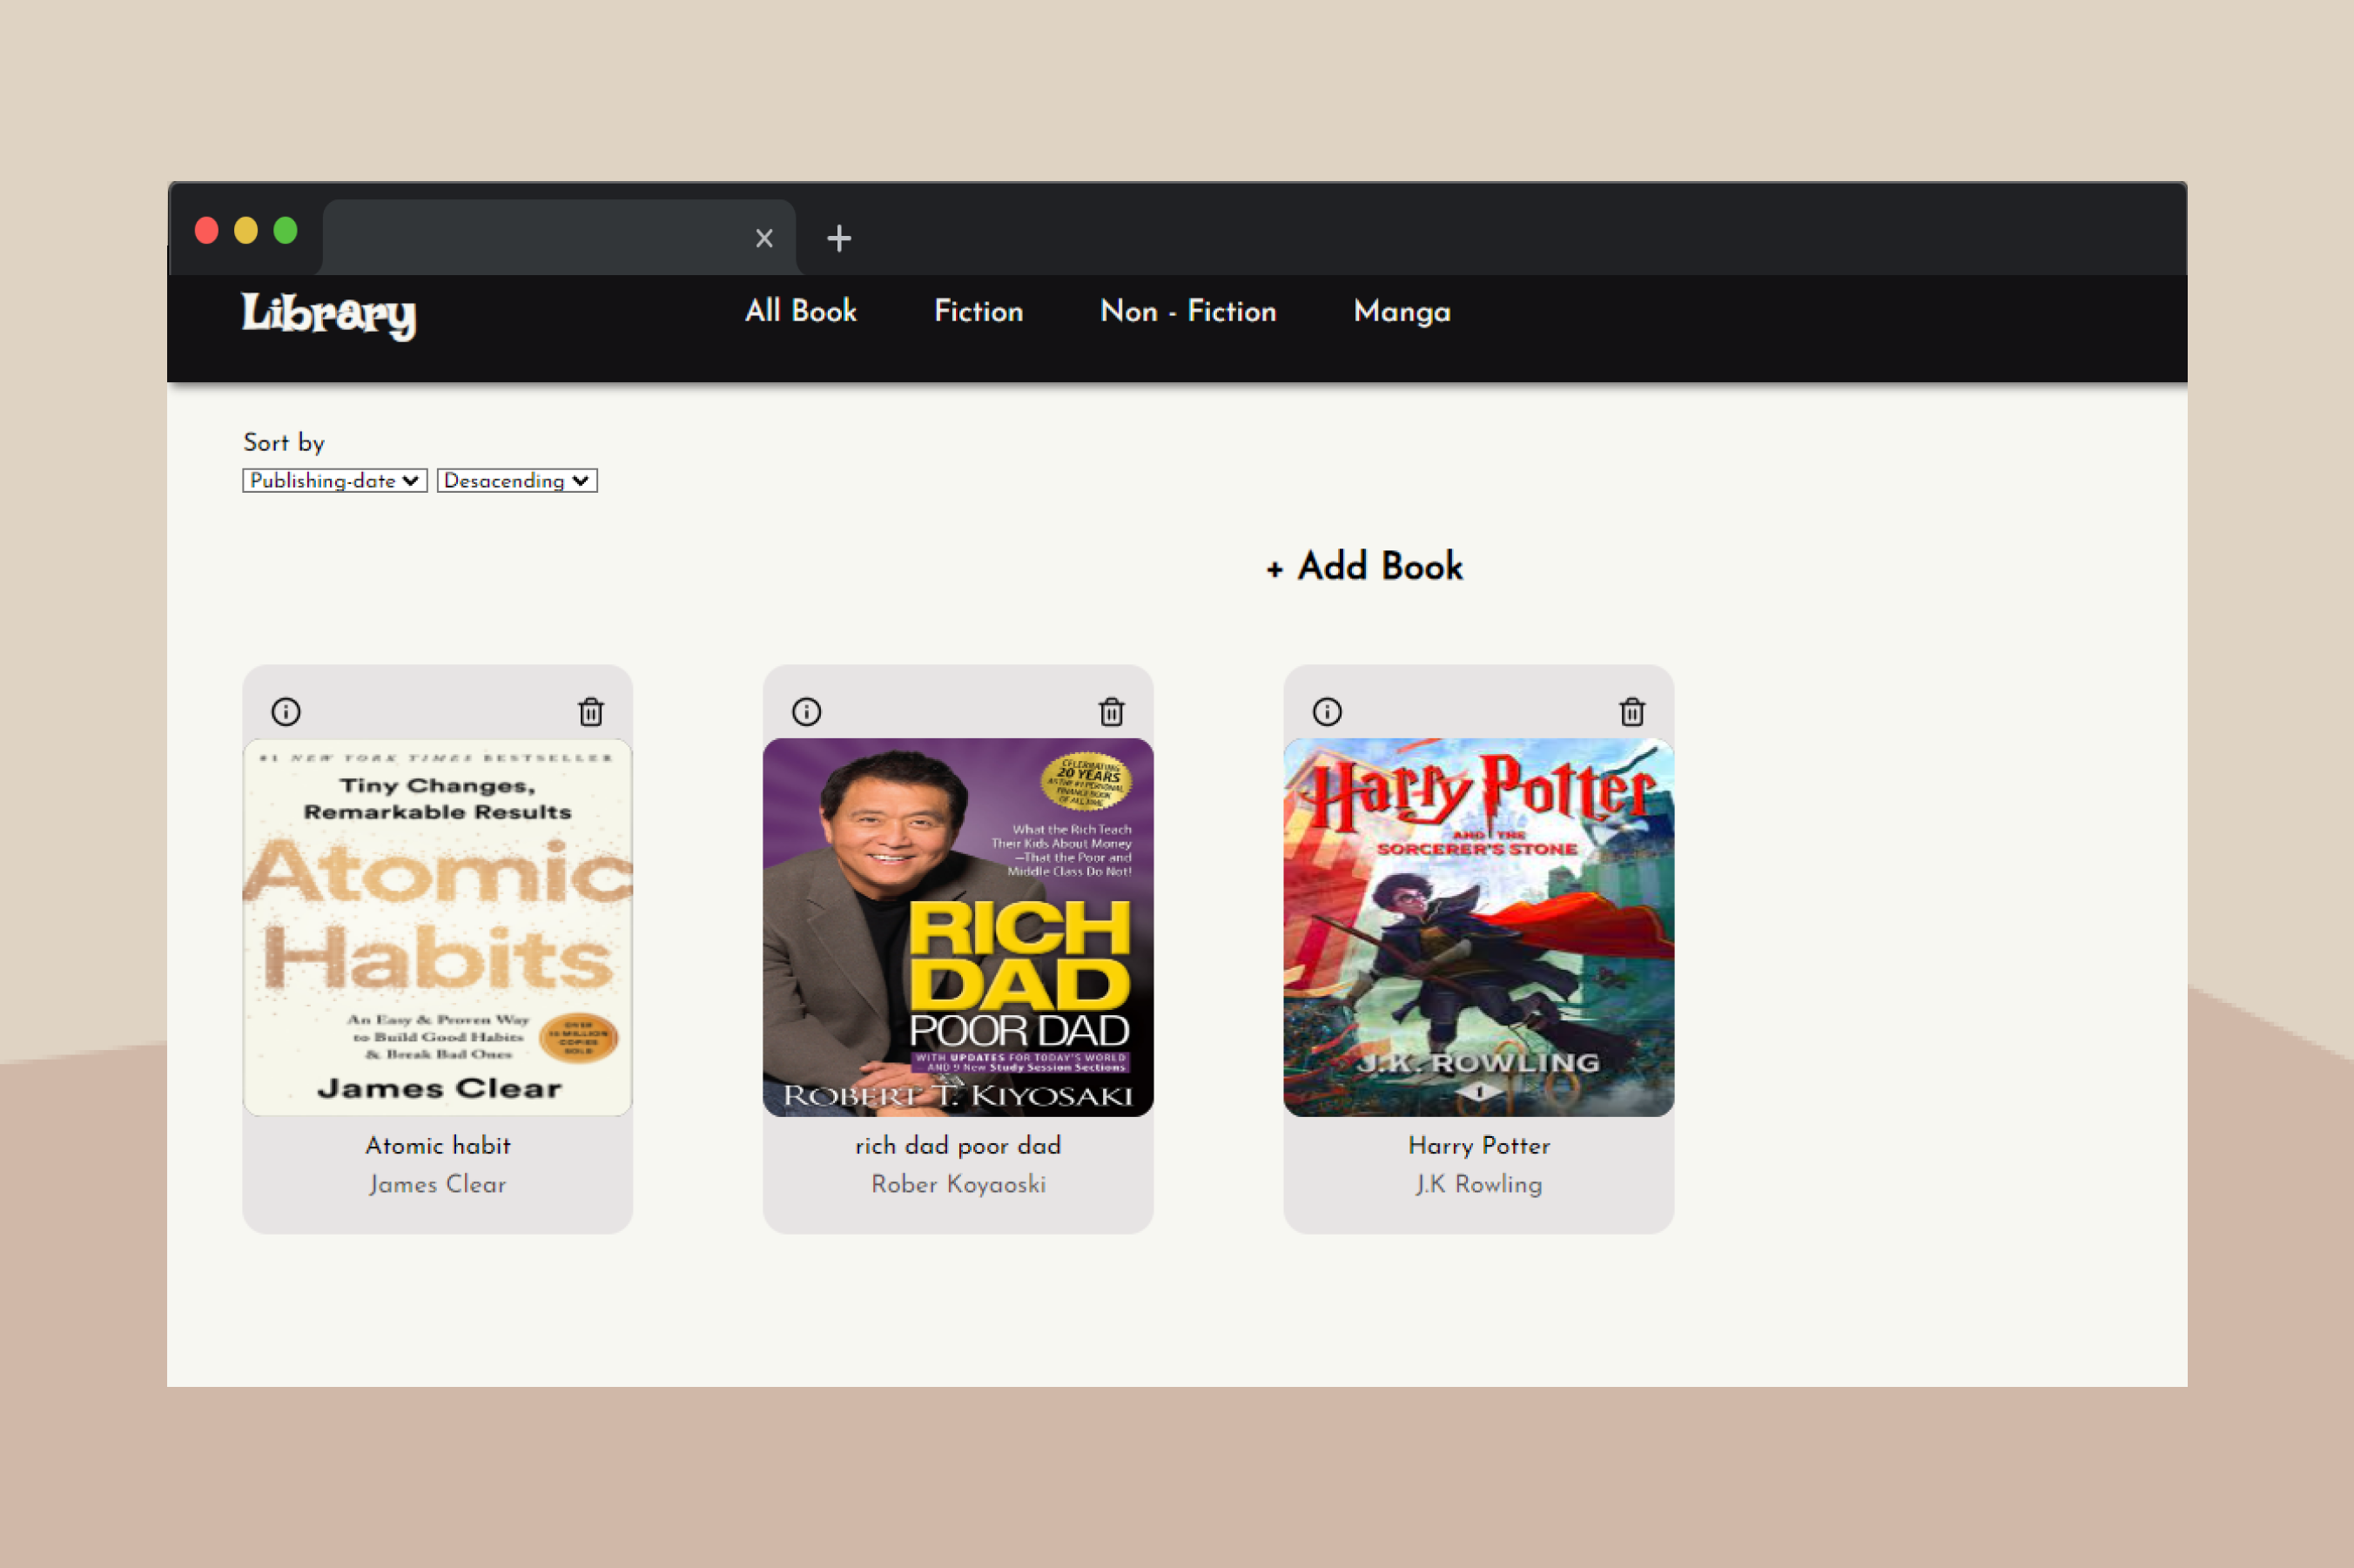 Library
All Book Fiction Non - Fiction Manga
Sort by
Publishing-date Desacending
+ Add Book
#1 NEW YORK TIMES BESTSELLER
Tiny Changes,
Remarkable Results
Atomic
Habits
An Easy & Proven Way
to Build Good Habits
& Break Bad Ones
OVER
10 MILLION
COPIES
SOLD
James Clear
Atomic habit
James Clear
CELEBRATING
20 YEARS
AS THE #1 PERSONAL
FINANCE BOOK
OF ALL TIME
What the Rich Teach
Their Kids About Money
—That the Poor and
Middle Class Do Not!
RICH
DAD
POOR DAD
WITH UPDATES FOR TODAY'S WORLD
AND 9 New Study Session Sections
ROBERT T. KIYOSAKI
rich dad poor dad
Rober Koyaoski
Harry Potter
AND THE
SORCERER'S STONE
J.K. ROWLING
1
Harry Potter
J.K Rowling